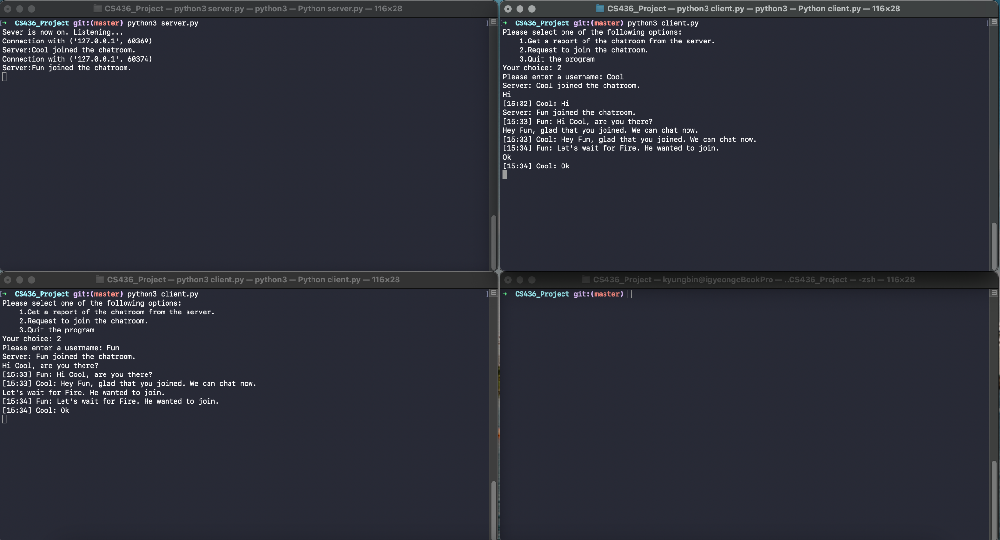 CS436_Project — python3 server.py — python3 — Python server.py — 116×28
[➜  CS436_Project git:(master) python3 server.py ]
Sever is now on. Listening...
Connection with ('127.0.0.1', 60369)
Server:Cool joined the chatroom.
Connection with ('127.0.0.1', 60374)
Server:Fun joined the chatroom.
CS436_Project — python3 client.py — python3 — Python client.py — 116×28
[➜  CS436_Project git:(master) python3 client.py ]
Please select one of the following options:
    1.Get a report of the chatroom from the server.
    2.Request to join the chatroom.
    3.Quit the program
Your choice: 2
Please enter a username: Cool
Server: Cool joined the chatroom.
Hi
[15:32] Cool: Hi
Server: Fun joined the chatroom.
[15:33] Fun: Hi Cool, are you there?
Hey Fun, glad that you joined. We can chat now.
[15:33] Cool: Hey Fun, glad that you joined. We can chat now.
[15:34] Fun: Let's wait for Fire. He wanted to join.
Ok
[15:34] Cool: Ok
CS436_Project — python3 client.py — python3 — Python client.py — 116×28
[➜  CS436_Project git:(master) python3 client.py ]
Please select one of the following options:
    1.Get a report of the chatroom from the server.
    2.Request to join the chatroom.
    3.Quit the program
Your choice: 2
Please enter a username: Fun
Server: Fun joined the chatroom.
Hi Cool, are you there?
[15:33] Fun: Hi Cool, are you there?
[15:33] Cool: Hey Fun, glad that you joined. We can chat now.
Let's wait for Fire. He wanted to join.
[15:34] Fun: Let's wait for Fire. He wanted to join.
[15:34] Cool: Ok
CS436_Project — kyungbin@igyeongcBookPro — ..CS436_Project — -zsh — 116×28
➜  CS436_Project git:(master)